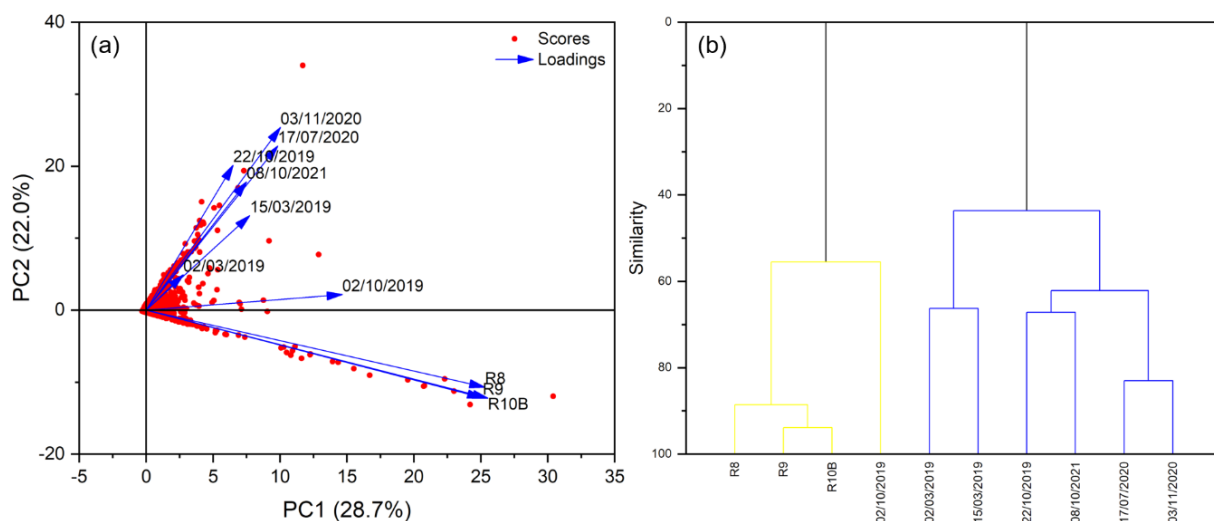 (a)
Scores
Loadings
03/11/2020
17/07/2020
22/10/2019
08/10/2021
15/03/2019
02/03/2019
02/10/2019
R8
R9
R10B
40
20
0
-20
-5 0 5 10 15 20 25 30 35
PC2 (22.0%)
PC1 (28.7%)
(b)
Similarity
0
20
40
60
80
100
R8
R9
R10B
02/10/2019
02/03/2019
15/03/2019
22/10/2019
08/10/2021
17/07/2020
03/11/2020